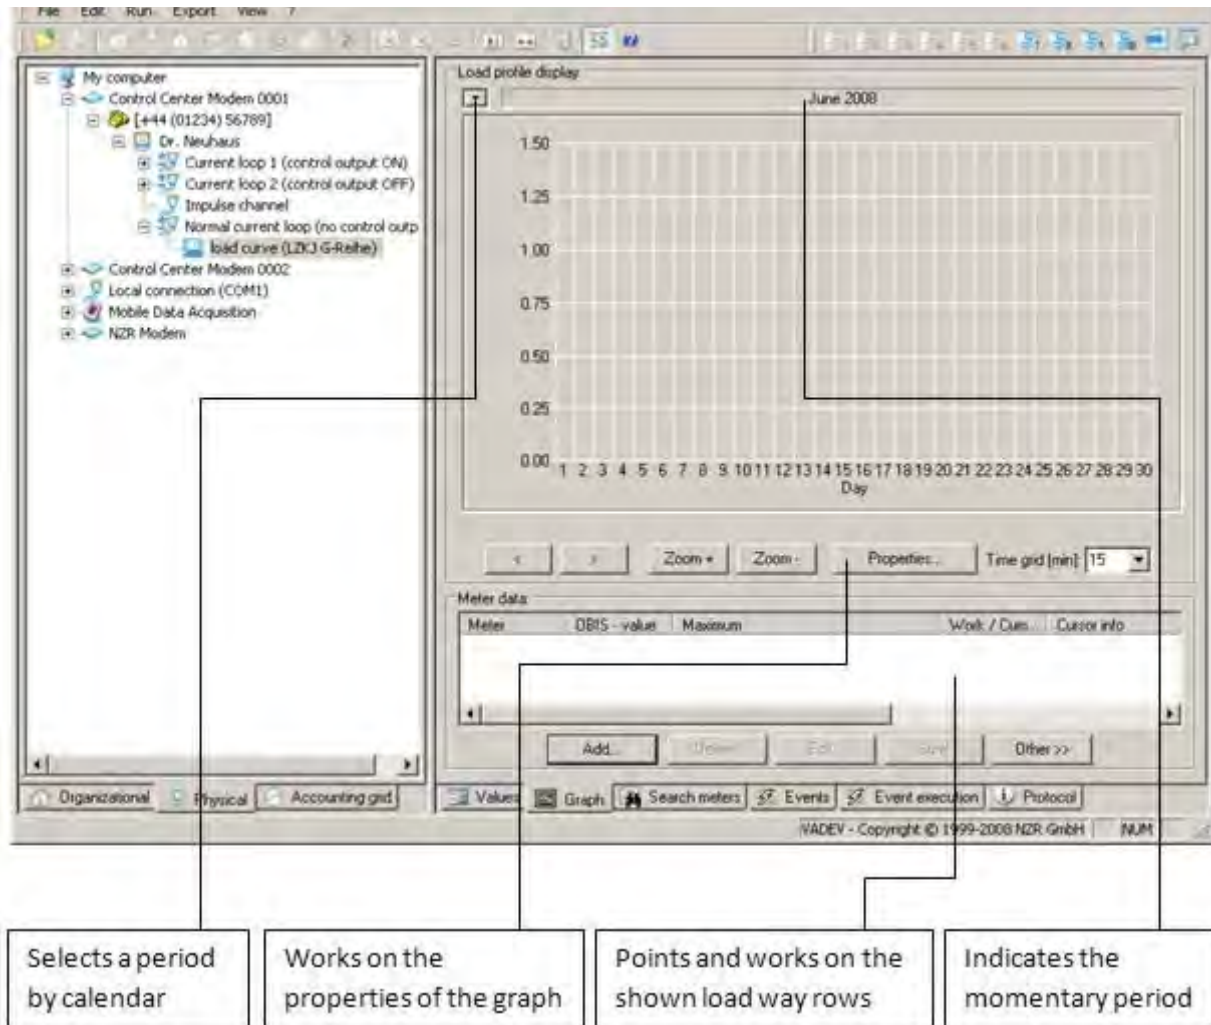 File Edit Run Export View ?
My computer
Control Center Modem 0001
[+44 (01234) 56789]
Dr. Neuhaus
Current loop 1 (control output ON)
Current loop 2 (control output OFF)
Impulse channel
Normal current loop (no control outp
load curve (LZKJ G-Reihe)
Control Center Modem 0002
Local connection (COM1)
Mobile Data Acquisition
NZR Modem
Organizational Physical Accounting grid
Load profile display
June 2008
1.50
1.25
1.00
0.75
0.50
0.25
0.00
1 2 3 4 5 6 7 8 9 10 11 12 13 14 15 16 17 18 19 20 21 22 23 24 25 26 27 28 29 30
Day
< > Zoom + Zoom - Properties... Time grid [min]: 15
Meter data
Meter OBIS - value Maximum Work / Cum... Cursor info
Add... Edit Other >>
Values Graph Search meters Events Event execution Protocol
VADEV - Copyright © 1999-2008 NZR GmbH NUM
Selects a period
by calendar
Works on the
properties of the graph
Points and works on the
shown load way rows
Indicates the
momentary period